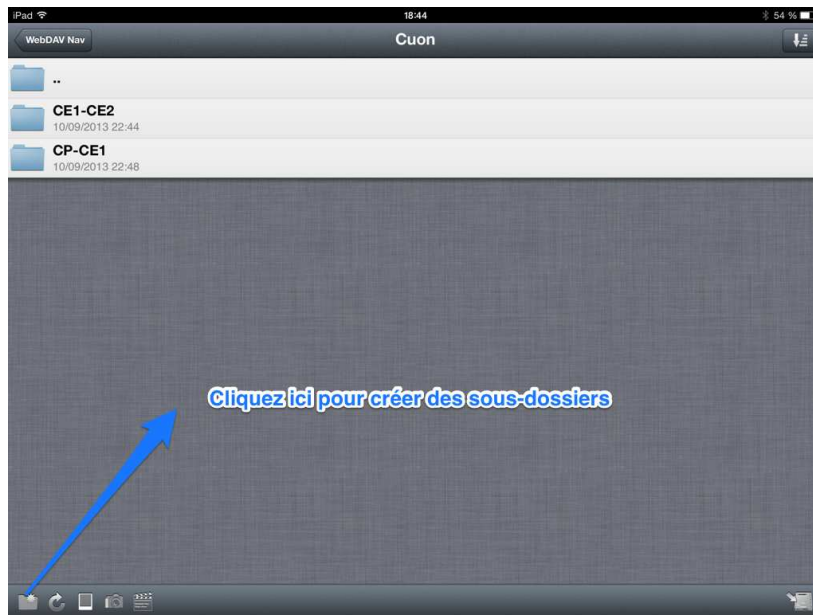 iPad 18:44 54 %
WebDAV Nav Cuon
..
CE1-CE2
10/09/2013 22:44
CP-CE1
10/09/2013 22:48
Cliquez ici pour créer des sous-dossiers